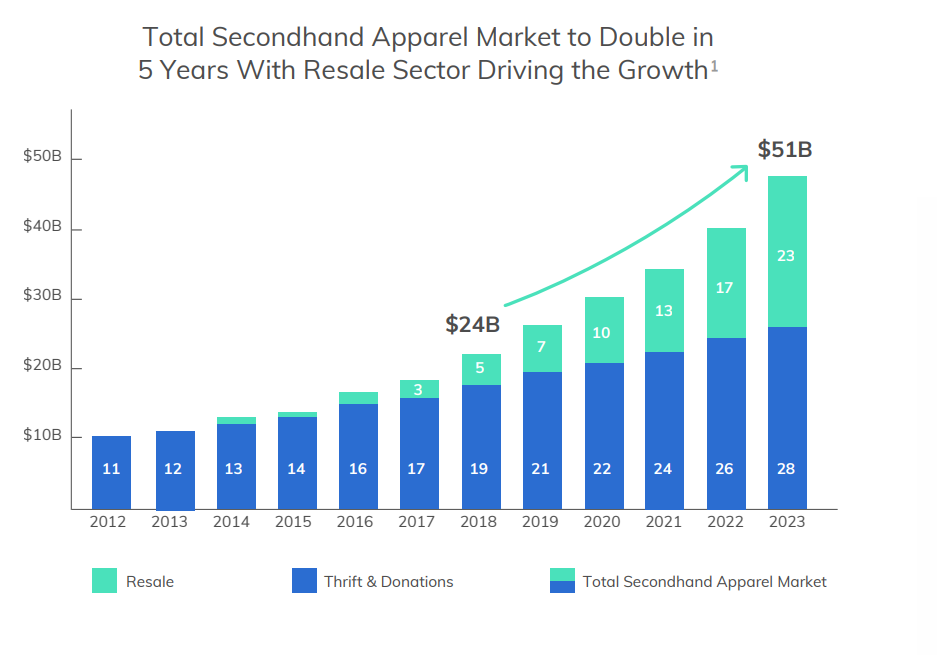 Total Secondhand Apparel Market to Double in
5 Years With Resale Sector Driving the Growth¹
$50B
$40B
$30B
$20B
$10B
$24B
$51B
3
5
7
10
13
17
23
11
12
13
14
16
17
19
21
22
24
26
28
2012 2013 2014 2015 2016 2017 2018 2019 2020 2021 2022 2023
Resale Thrift & Donations Total Secondhand Apparel Market